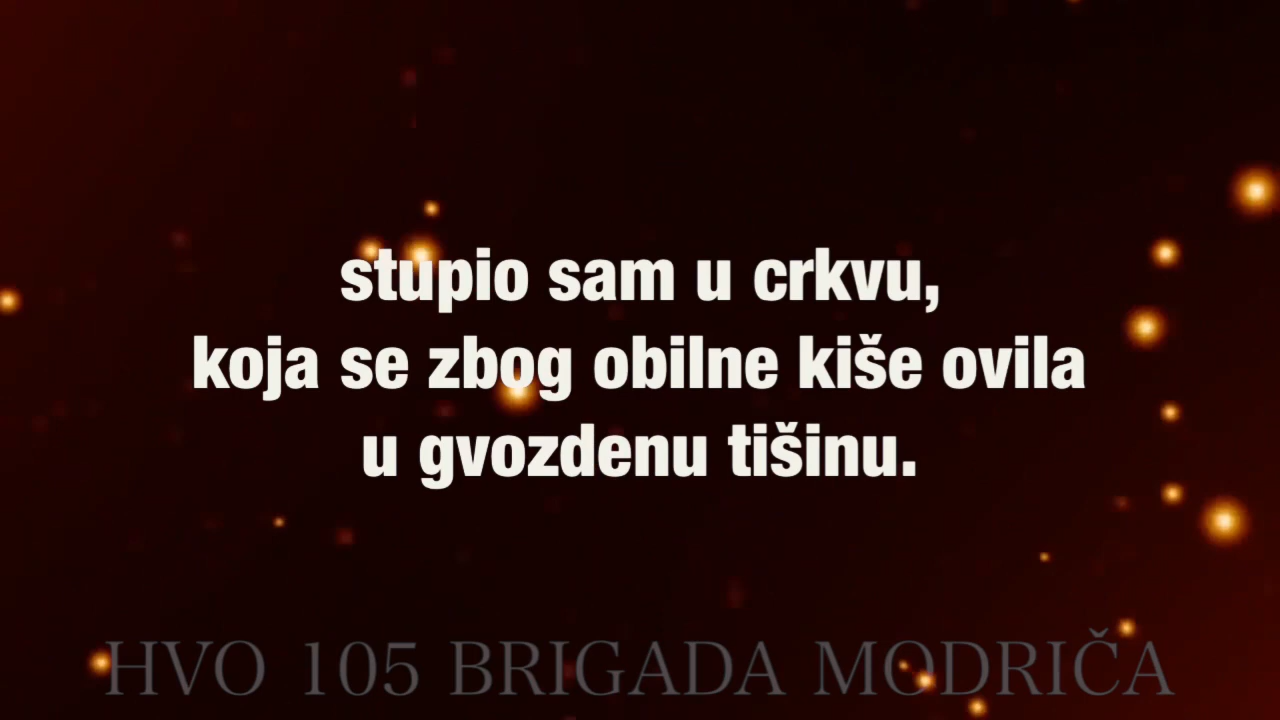 stupio sam u crkvu,
koja se zbog obilne kiše ovila
u gvozdenu tišinu.
HVO 105 BRIGADA MODRIČA